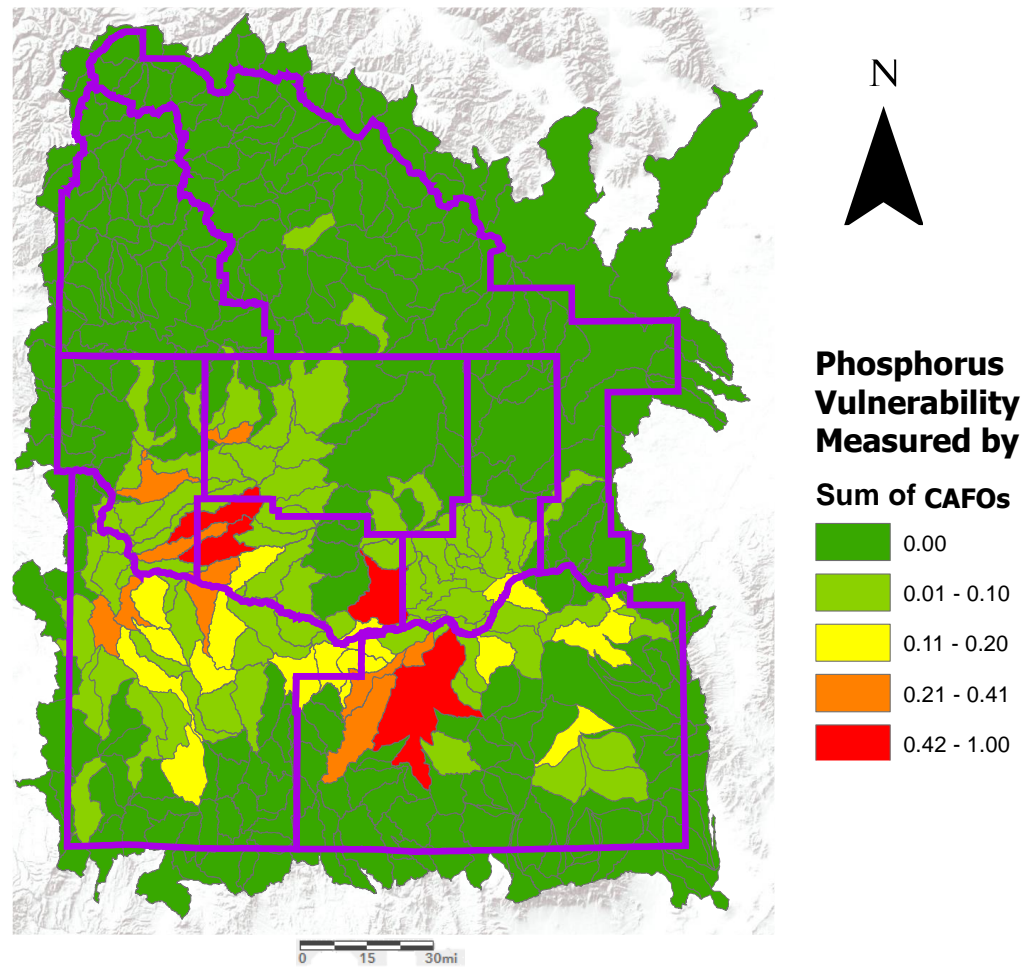 N
Phosphorus
Vulnerability
Measured by
Sum of CAFOs
0.00
0.01 - 0.10
0.11 - 0.20
0.21 - 0.41
0.42 - 1.00
0 15 30mi